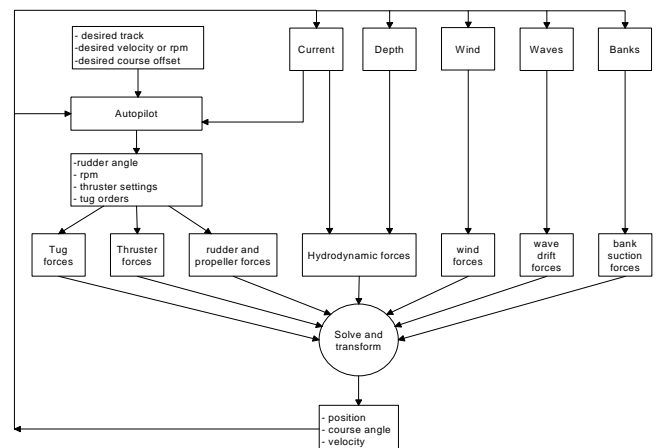 - desired track
-desired velocity or rpm
-desired course offset
Current
Depth
Wind
Waves
Banks
Autopilot
-rudder angle
- rpm
- thruster settings
- tug orders
Tug
forces
Thruster
forces
rudder and
propeller forces
Hydrodynamic forces
wind
forces
wave
drift
forces
bank
suction
forces
Solve and
transform
- position
- course angle
- velocity